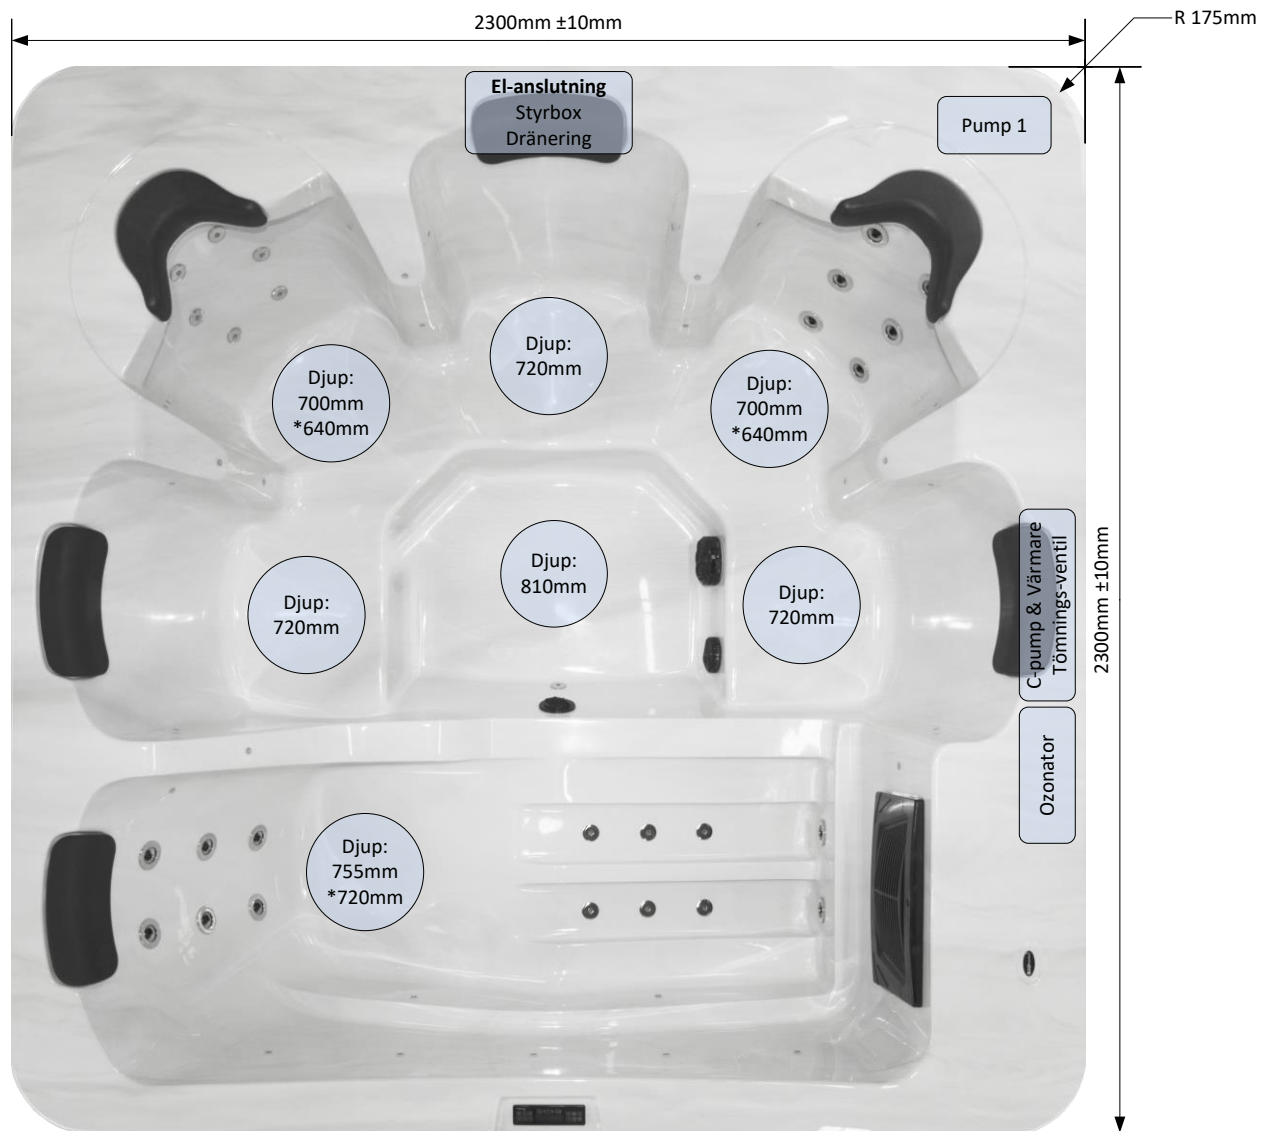 2300mm ±10mm
R 175mm
El-anslutning
Styrbox
Dränering
Pump 1
Djup:
720mm
Djup:
700mm
*640mm
Djup:
700mm
*640mm
Djup:
810mm
Djup:
720mm
Djup:
720mm
C-pump & Värmare
Tömnings-ventil
2300mm ±10mm
Ozonator
Djup:
755mm
*720mm